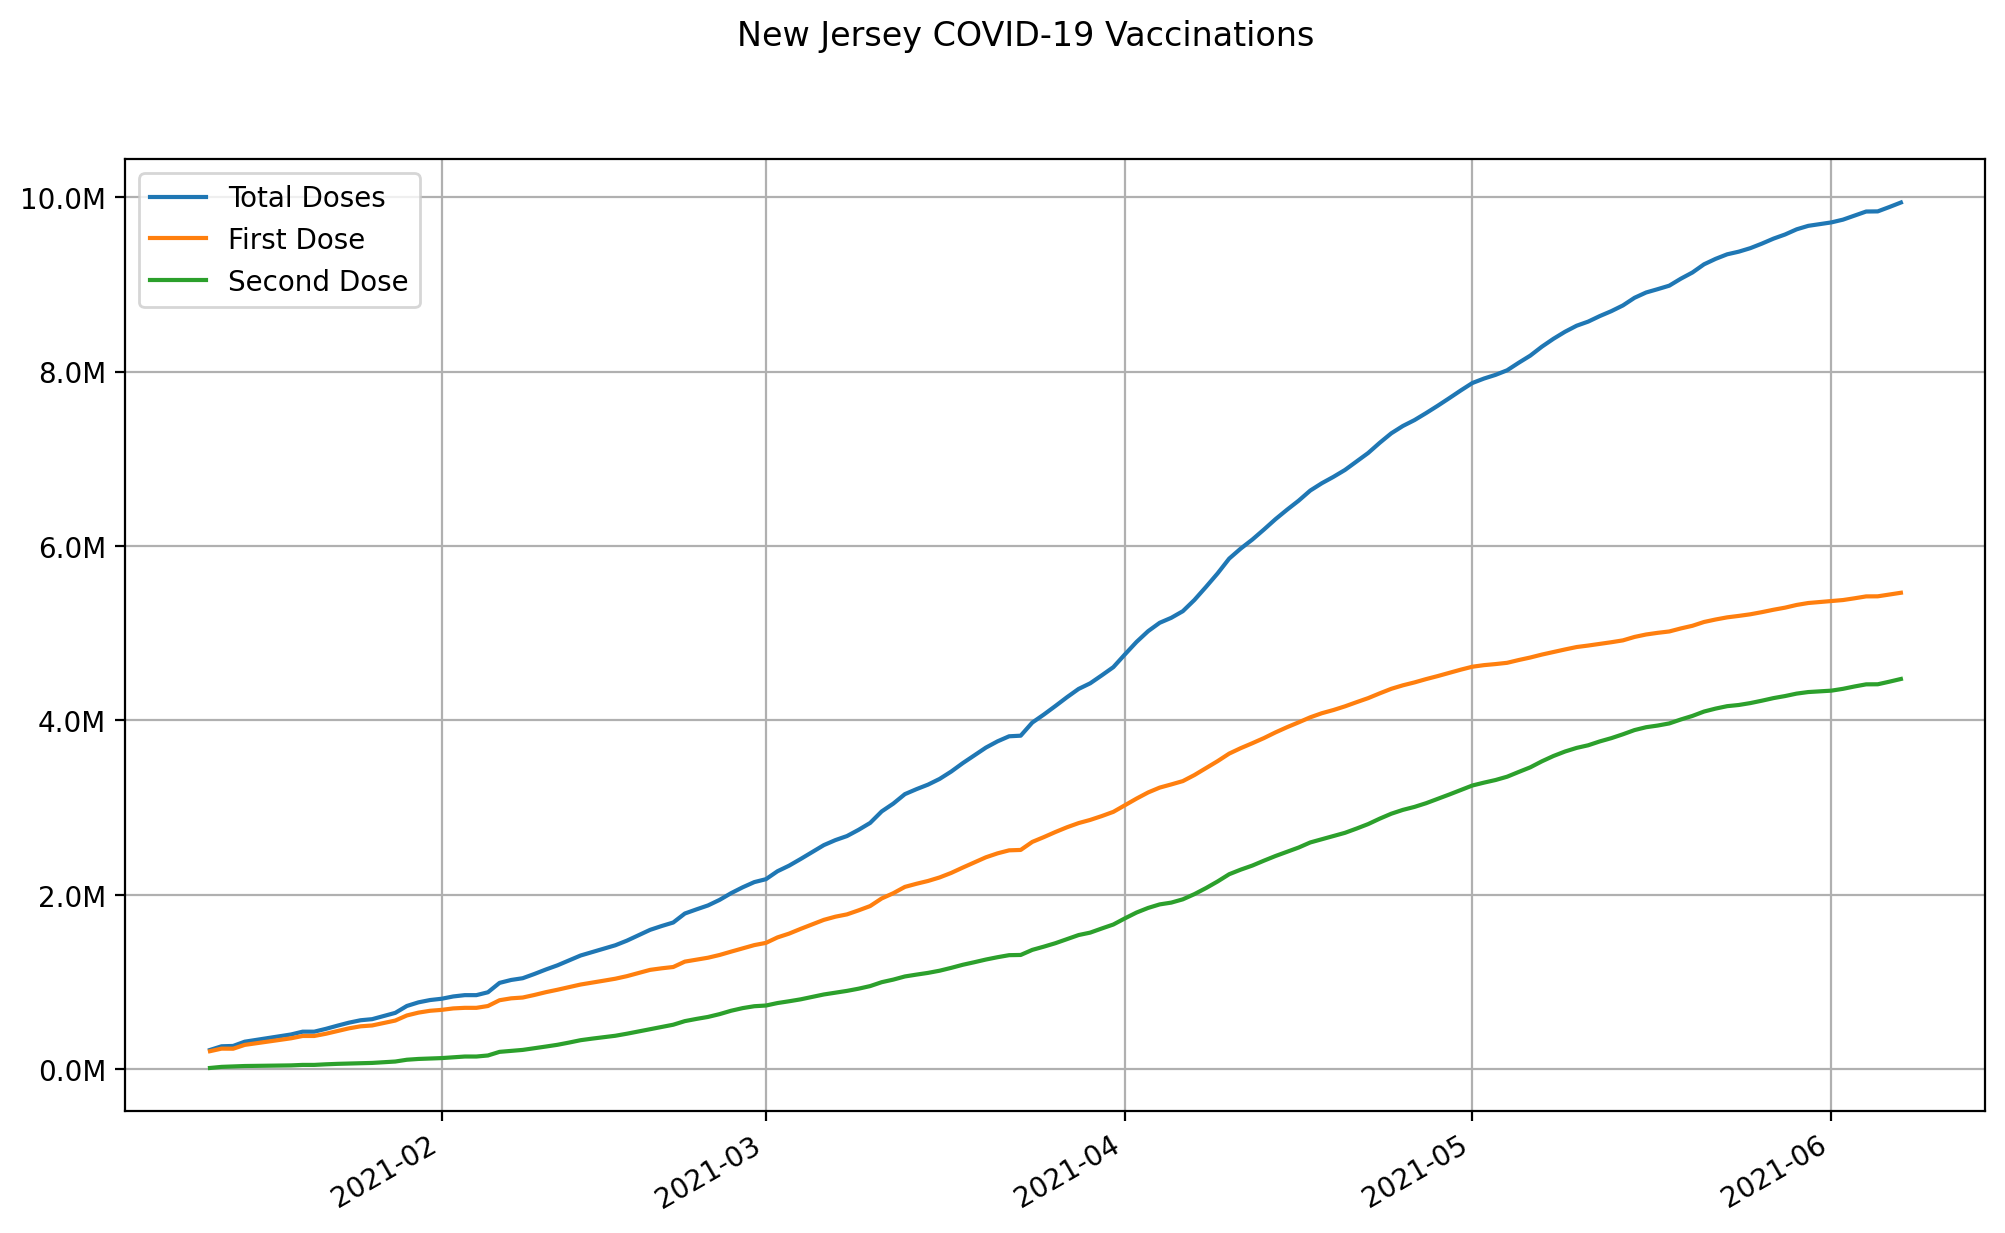 New Jersey COVID-19 Vaccinations
10.0M
8.0M
6.0M
4.0M
2.0M
0.0M
Total Doses
First Dose
Second Dose
2021-02
2021-03
2021-04
2021-05
2021-06